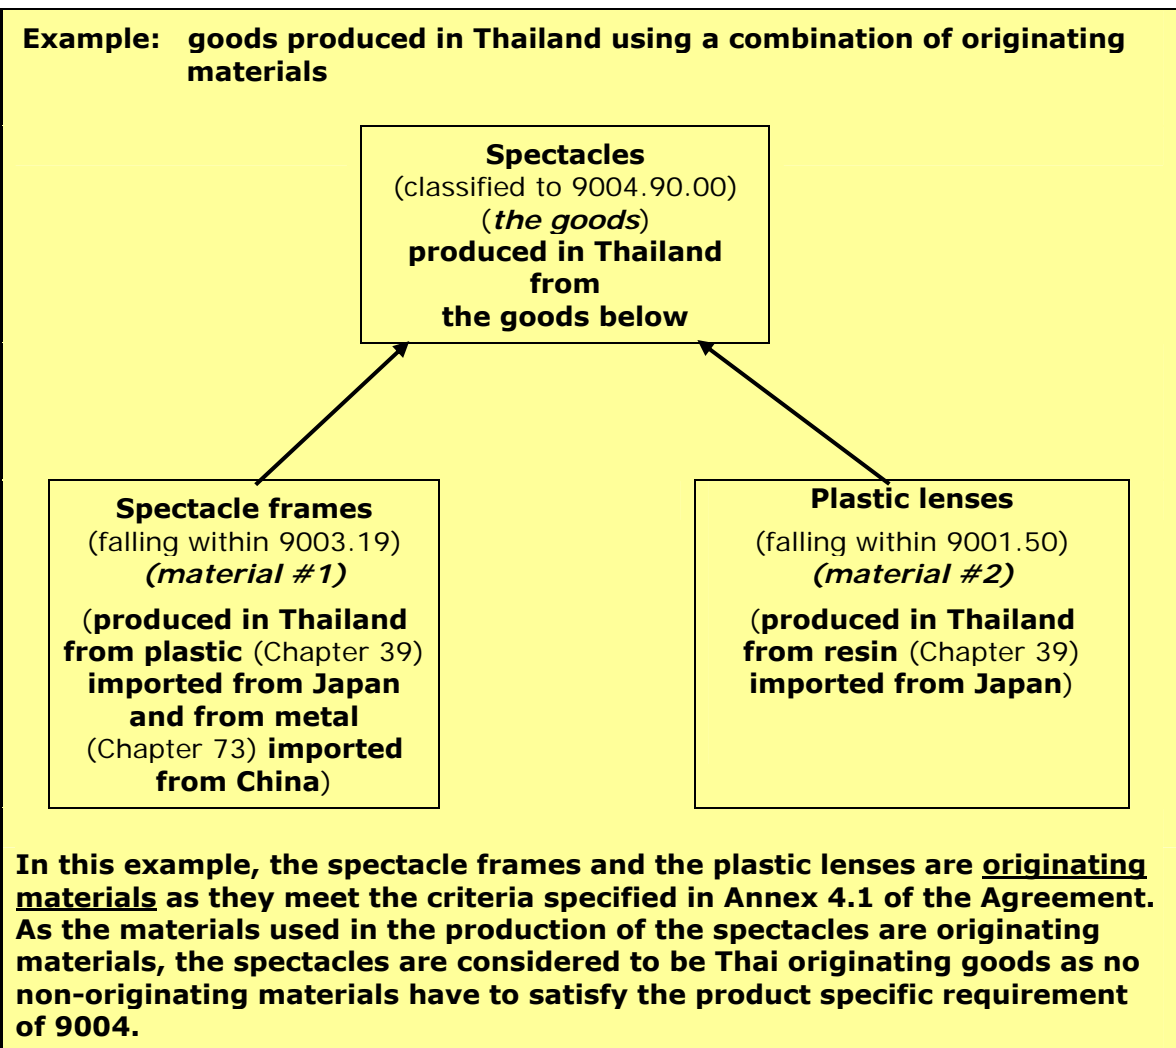 Example: goods produced in Thailand using a combination of originating
materials
Spectacles
(classified to 9004.90.00)
(the goods)
produced in Thailand
from
the goods below
Spectacle frames
(falling within 9003.19)
(material #1)
(produced in Thailand
from plastic (Chapter 39)
imported from Japan
and from metal
(Chapter 73) imported
from China)
Plastic lenses
(falling within 9001.50)
(material #2)
(produced in Thailand
from resin (Chapter 39)
imported from Japan)
In this example, the spectacle frames and the plastic lenses are originating
materials as they meet the criteria specified in Annex 4.1 of the Agreement.
As the materials used in the production of the spectacles are originating
materials, the spectacles are considered to be Thai originating goods as no
non-originating materials have to satisfy the product specific requirement
of 9004.